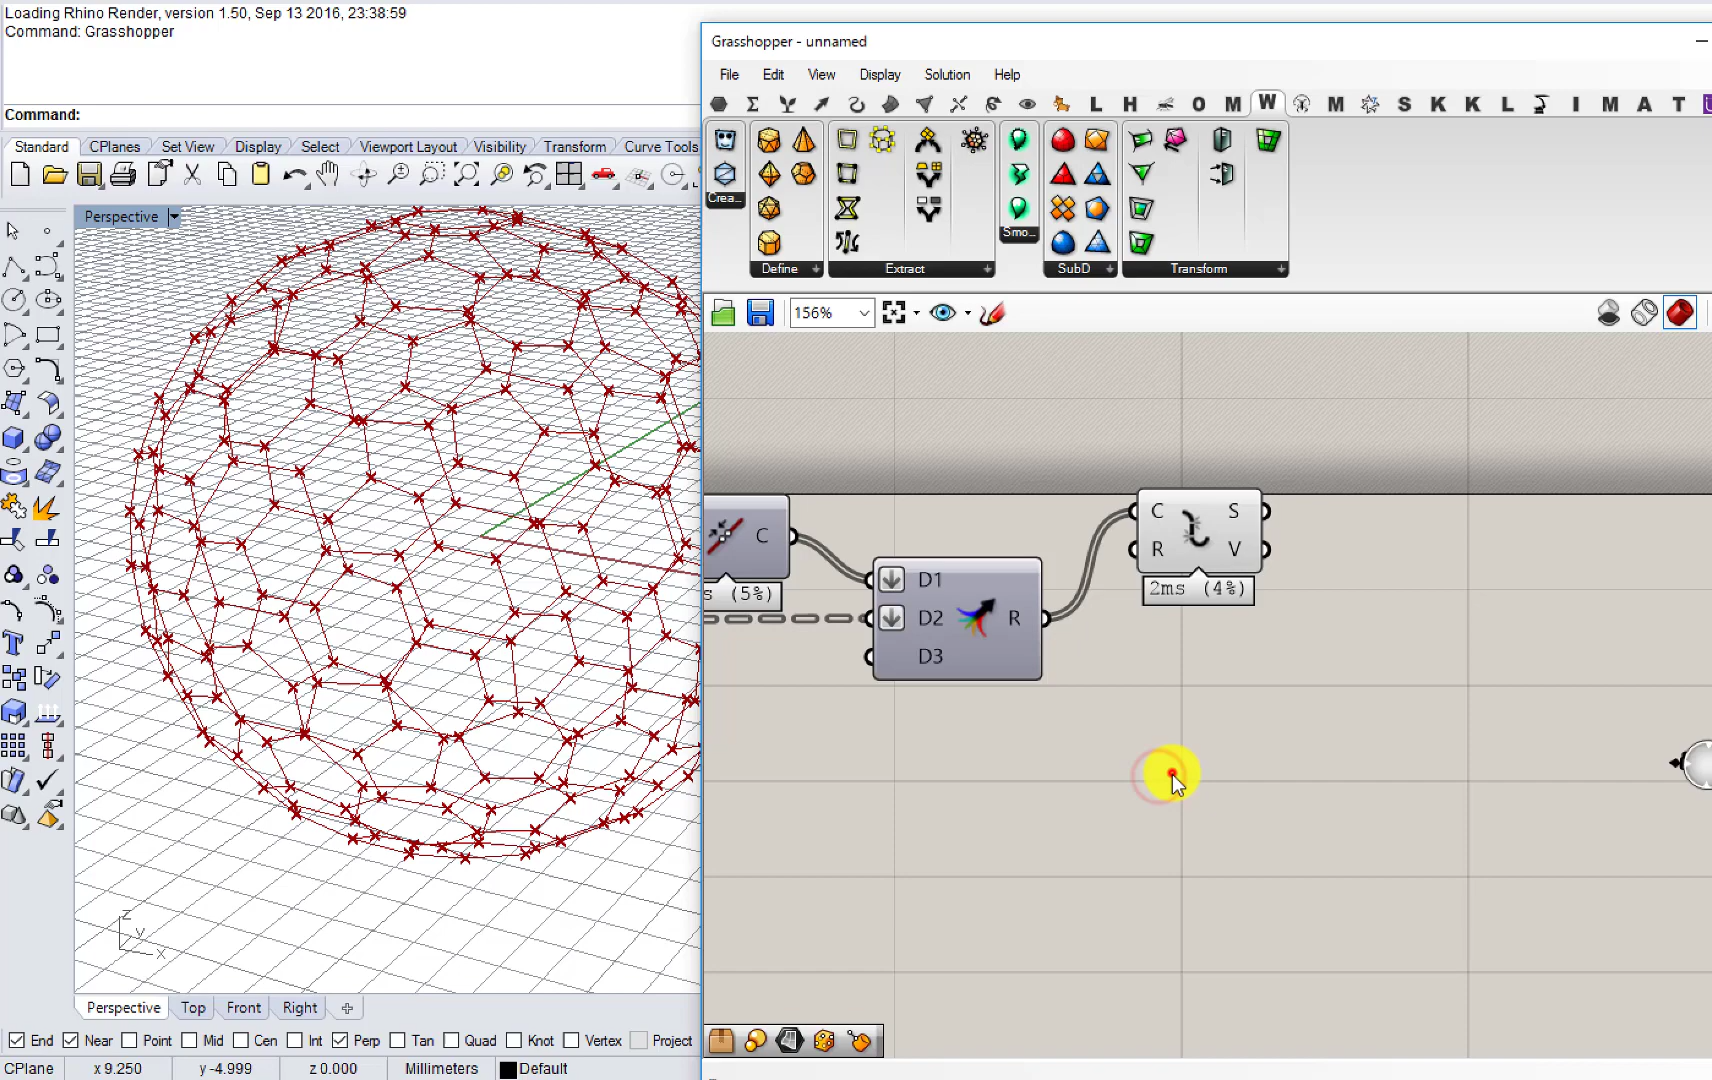 Loading Rhino Render, version 1.50, Sep 13 2016, 23:38:59
Command: Grasshopper
Command:
Standard CPlanes Set View Display Select Viewport Layout Visibility Transform Curve Tools
Perspective
z
y
x
Perspective Top Front Right
End Near Point Mid Cen Int Perp Tan Quad Knot Vertex Project
CPlane x 9.250 y -4.999 z 0.000 Millimeters Default
Grasshopper - unnamed
File Edit View Display Solution Help
L H O M W M S K K L I M A T
Crea... Define Extract Smo... SubD Transform
156%
C
s (5%)
D1
D2 R
D3
C S
R V
2ms (4%)